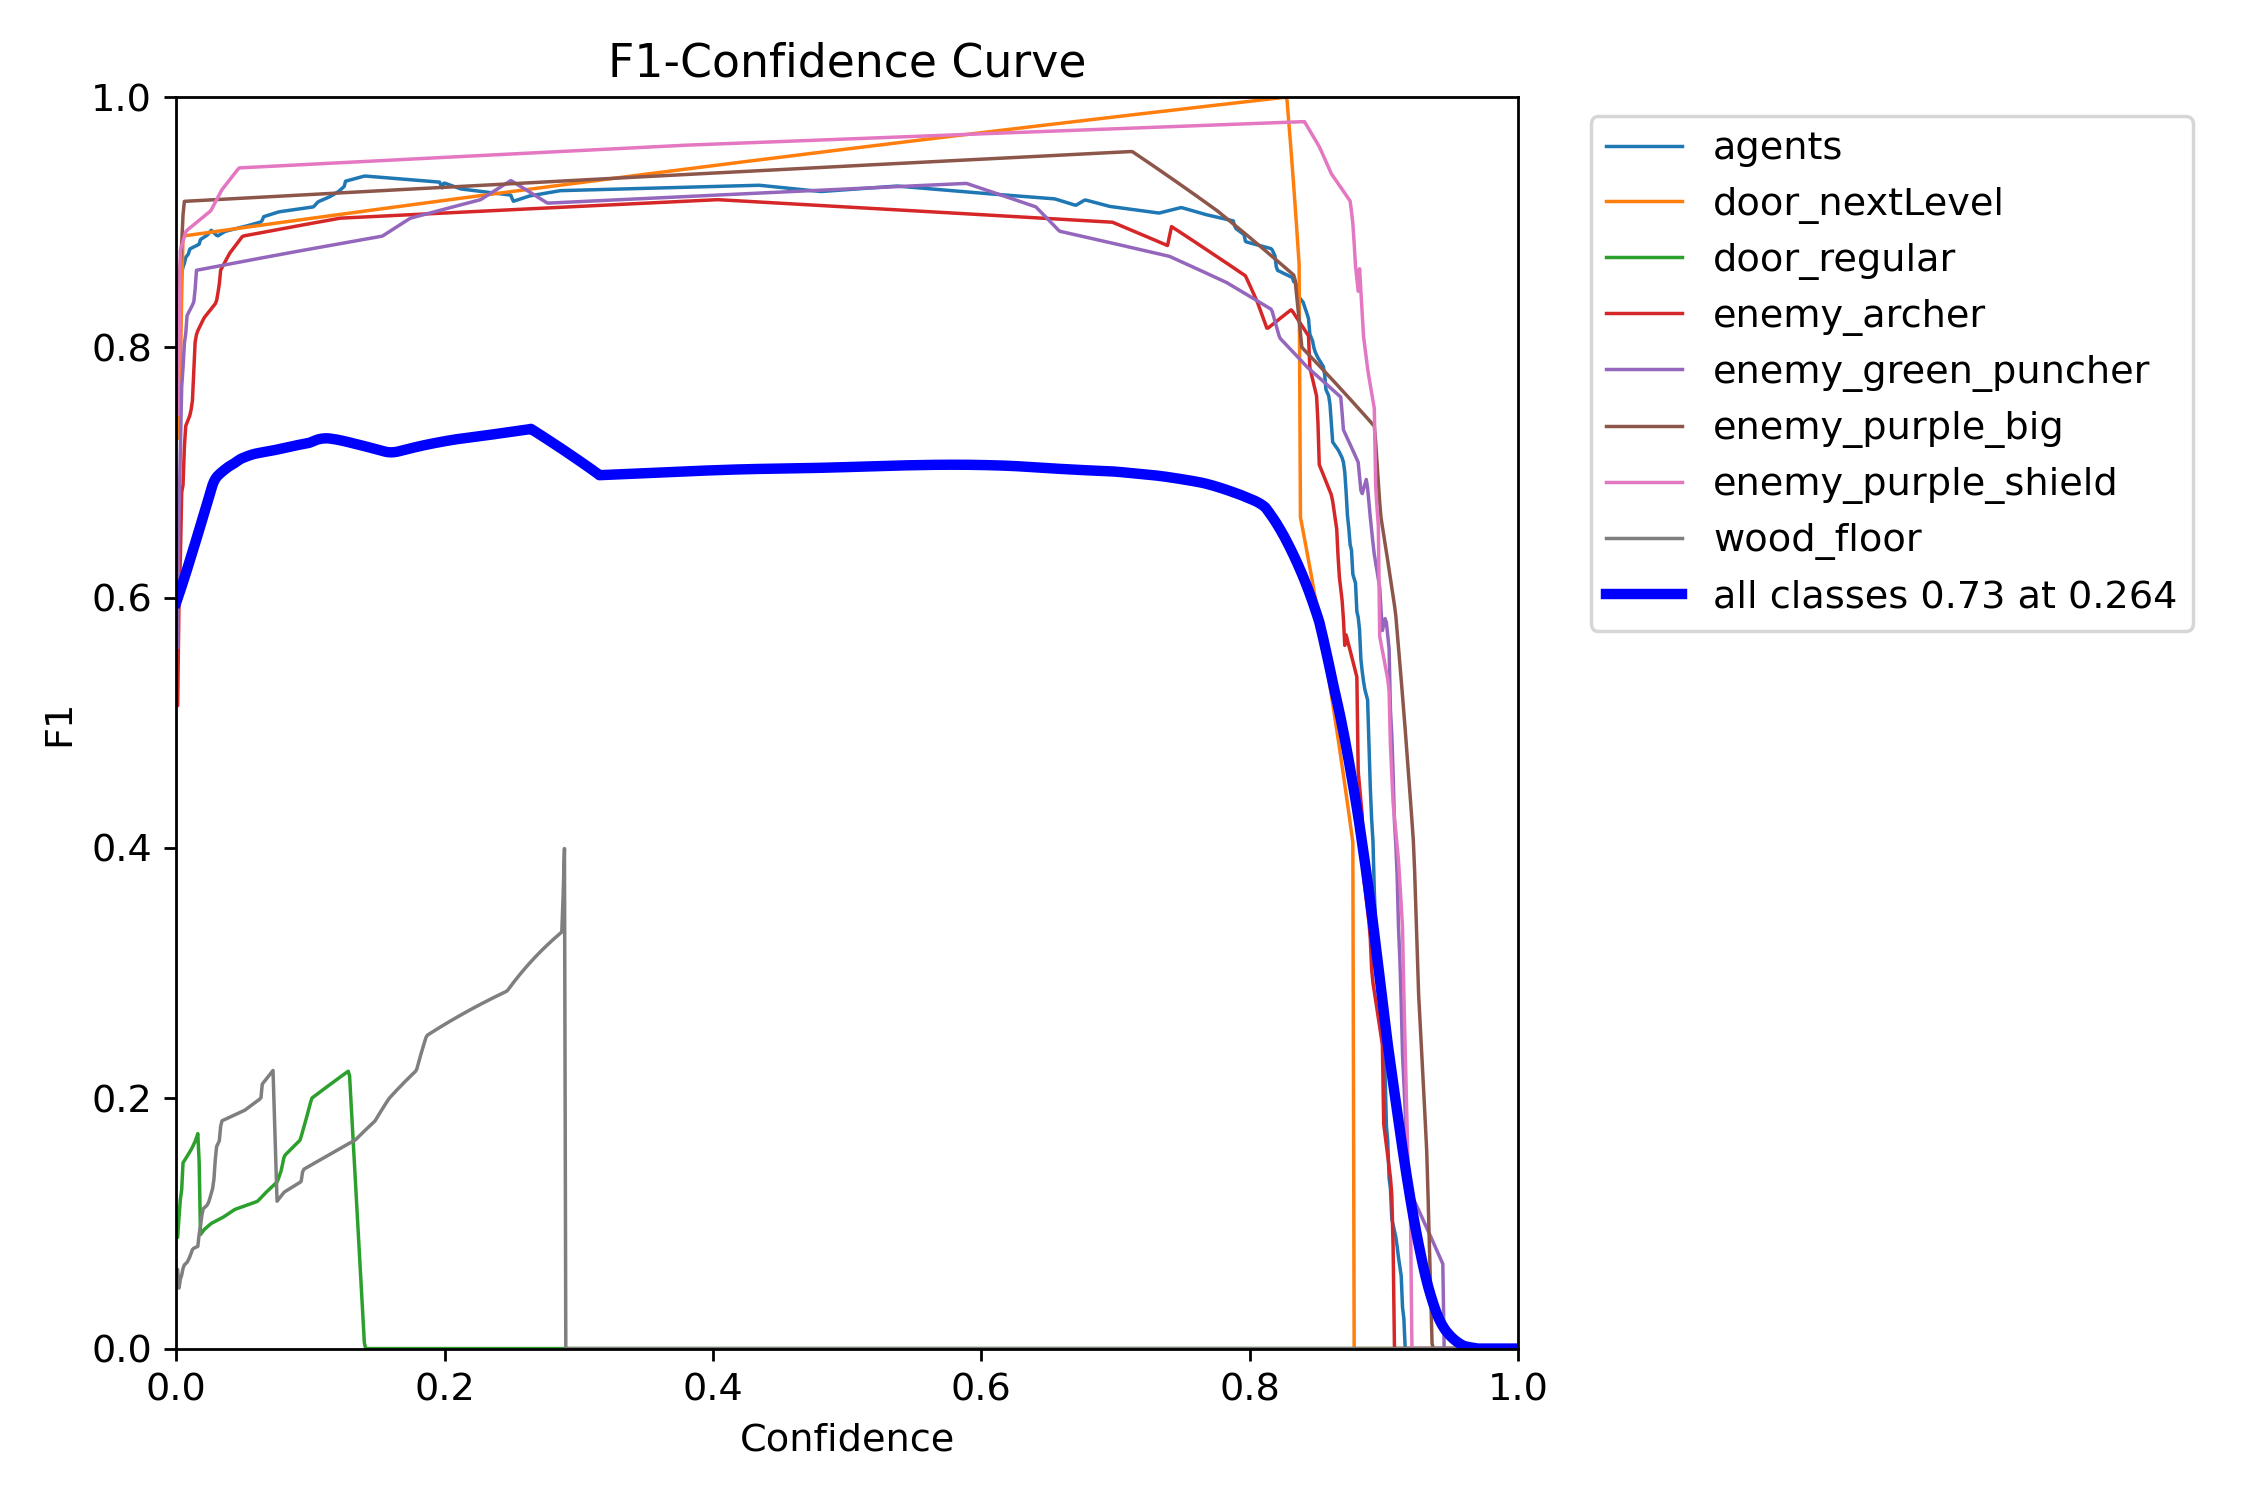 F1-Confidence Curve
1.0
0.8
0.6
0.4
0.2
0.0
F1
0.0 0.2 0.4 0.6 0.8 1.0
Confidence
agents
door_nextLevel
door_regular
enemy_archer
enemy_green_puncher
enemy_purple_big
enemy_purple_shield
wood_floor
all classes 0.73 at 0.264